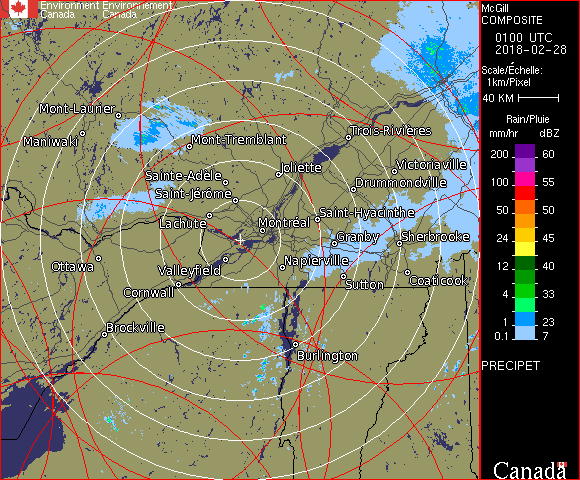 Environment Environnement
Canada Canada
McGill
COMPOSITE
0100 UTC
2018-02-28
Scale/Échelle:
1km/Pixel
40 KM
Rain/Pluie
mm/hr dBZ
200 60
150 57
100 55
50 50
24 45
12 40
4 33
1 23
0.1 7
PRECIPET
Canada
Mont-Laurier
Maniwaki
Mont-Tremblant
Trois-Rivières
Joliette
Victoriaville
Sainte-Adèle
Drummondville
Saint-Jérôme
Saint-Hyacinthe
Lachute
Montréal
Granby
Sherbrooke
Ottawa
Valleyfield
Napierville
Sutton
Coaticook
Cornwall
Brockville
Burlington